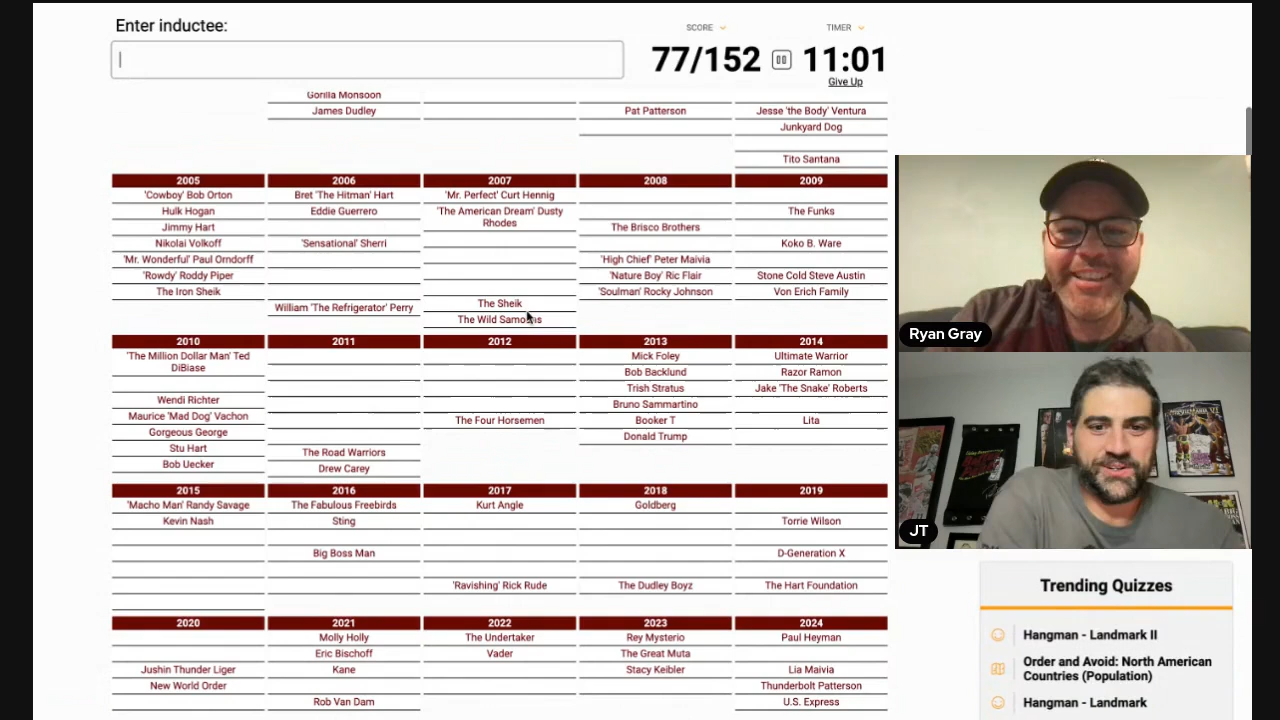 Enter inductee:
SCORE
TIMER
77/152
11:01
Give Up
Gorilla Monsoon
James Dudley
Pat Patterson
Jesse 'the Body' Ventura
Junkyard Dog
Tito Santana
2005
2006
2007
2008
2009
'Cowboy' Bob Orton
Bret 'The Hitman' Hart
'Mr. Perfect' Curt Hennig
Hulk Hogan
Eddie Guerrero
'The American Dream' Dusty
Rhodes
The Funks
Jimmy Hart
The Brisco Brothers
Nikolai Volkoff
'Sensational' Sherri
Koko B. Ware
'Mr. Wonderful' Paul Orndorff
'High Chief' Peter Maivia
'Rowdy' Roddy Piper
'Nature Boy' Ric Flair
Stone Cold Steve Austin
The Iron Sheik
'Soulman' Rocky Johnson
Von Erich Family
William 'The Refrigerator' Perry
The Sheik
The Wild Samoans
2010
2011
2012
2013
2014
'The Million Dollar Man' Ted
DiBiase
Mick Foley
Ultimate Warrior
Bob Backlund
Razor Ramon
Trish Stratus
Jake 'The Snake' Roberts
Wendi Richter
Bruno Sammartino
Maurice 'Mad Dog' Vachon
The Four Horsemen
Booker T
Lita
Gorgeous George
Donald Trump
Stu Hart
The Road Warriors
Bob Uecker
Drew Carey
2015
2016
2017
2018
2019
'Macho Man' Randy Savage
The Fabulous Freebirds
Kurt Angle
Goldberg
Kevin Nash
Sting
Torrie Wilson
Big Boss Man
D-Generation X
'Ravishing' Rick Rude
The Dudley Boyz
The Hart Foundation
2020
2021
2022
2023
2024
Molly Holly
The Undertaker
Rey Mysterio
Paul Heyman
Eric Bischoff
Vader
The Great Muta
Jushin Thunder Liger
Kane
Stacy Keibler
Lia Maivia
New World Order
Thunderbolt Patterson
Rob Van Dam
U.S. Express
Ryan Gray
JT
Trending Quizzes
Hangman - Landmark II
Order and Avoid: North American
Countries (Population)
Hangman - Landmark